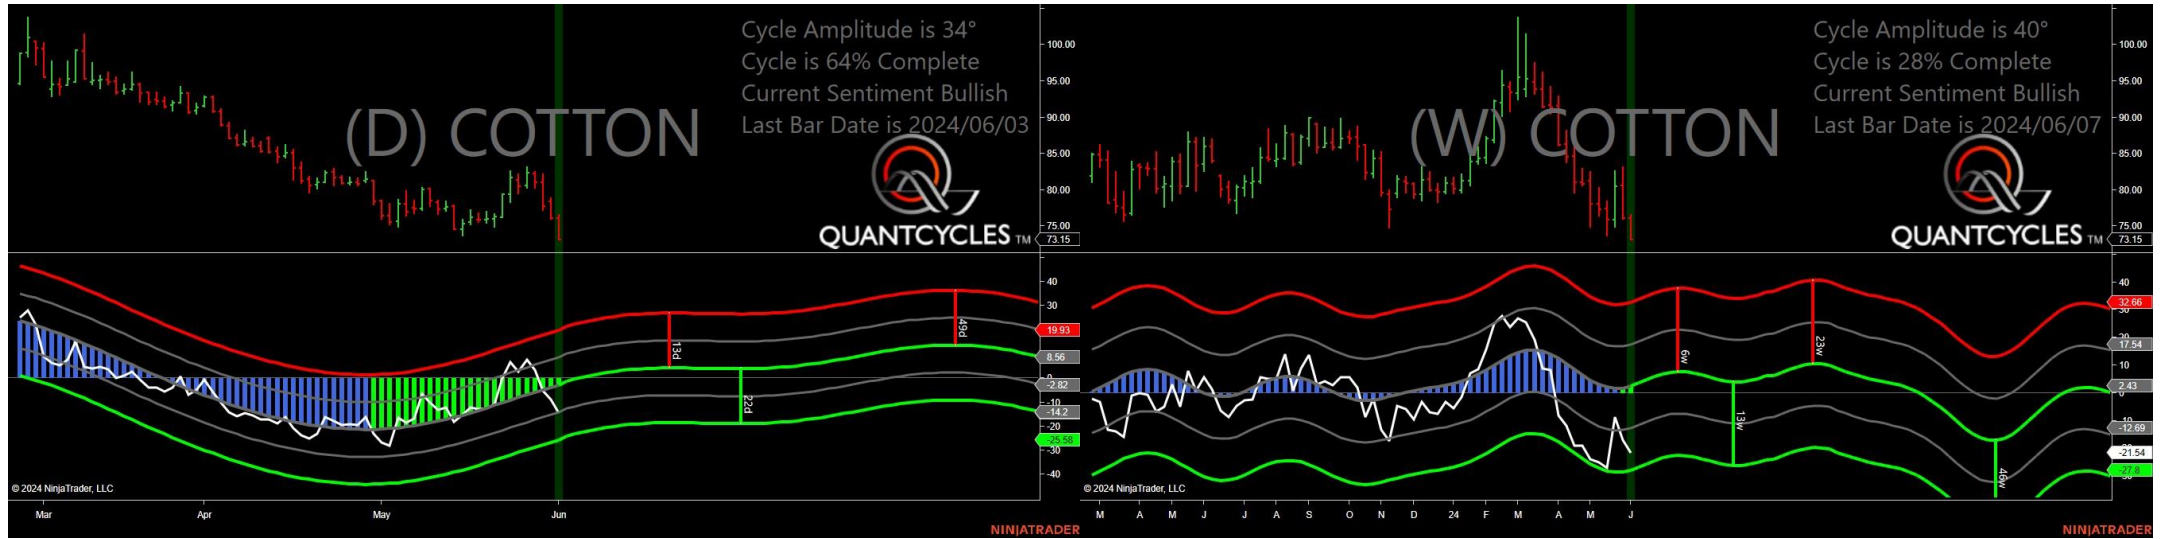 Cycle Amplitude is 34°
Cycle is 64% Complete
Current Sentiment Bullish
Last Bar Date is 2024/06/03
(D) COTTON
QUANTCYCLES TM
100.00
95.00
90.00
85.00
80.00
75.00
73.15
40
30
19.93
8.56
0
-2.82
-10
-14.2
-20
-25.58
-30
-40
13d
22d
49d
© 2024 NinjaTrader, LLC
Mar Apr May Jun
NINJATRADER
Cycle Amplitude is 40°
Cycle is 28% Complete
Current Sentiment Bullish
Last Bar Date is 2024/06/07
(W) COTTON
QUANTCYCLES TM
100.00
95.00
90.00
85.00
80.00
75.00
73.15
40
32.66
30
20
17.54
10
2.43
0
-10
-12.69
-21.54
-27.8
6w
13w
23w
46w
© 2024 NinjaTrader, LLC
M A M J J A S O N D 24 F M A M J
NINJATRADER